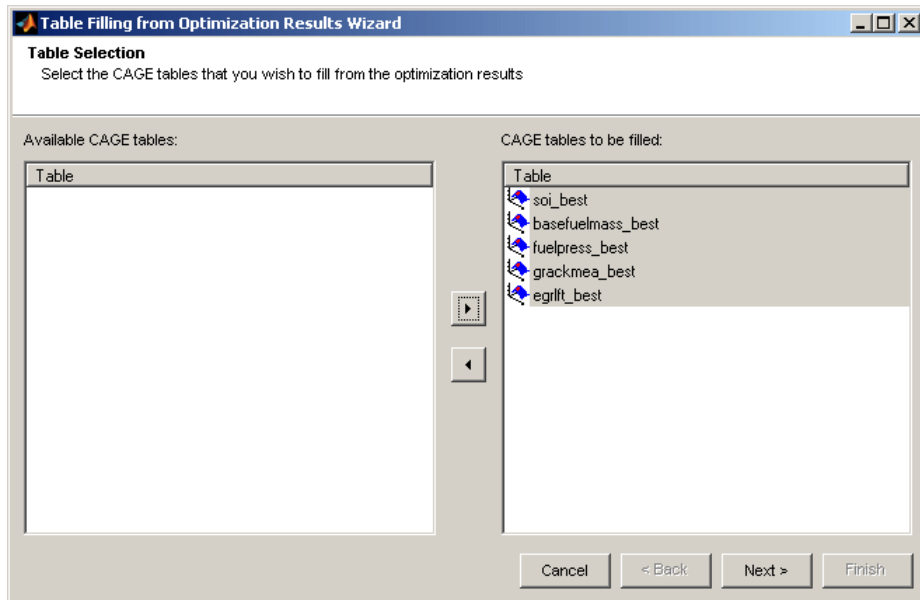 Table Filling from Optimization Results Wizard
Table Selection
Select the CAGE tables that you wish to fill from the optimization results
Available CAGE tables:
Table
CAGE tables to be filled:
Table
soi_best
basefuelmass_best
fuelpress_best
grackmea_best
egrlft_best
Cancel
< Back
Next >
Finish